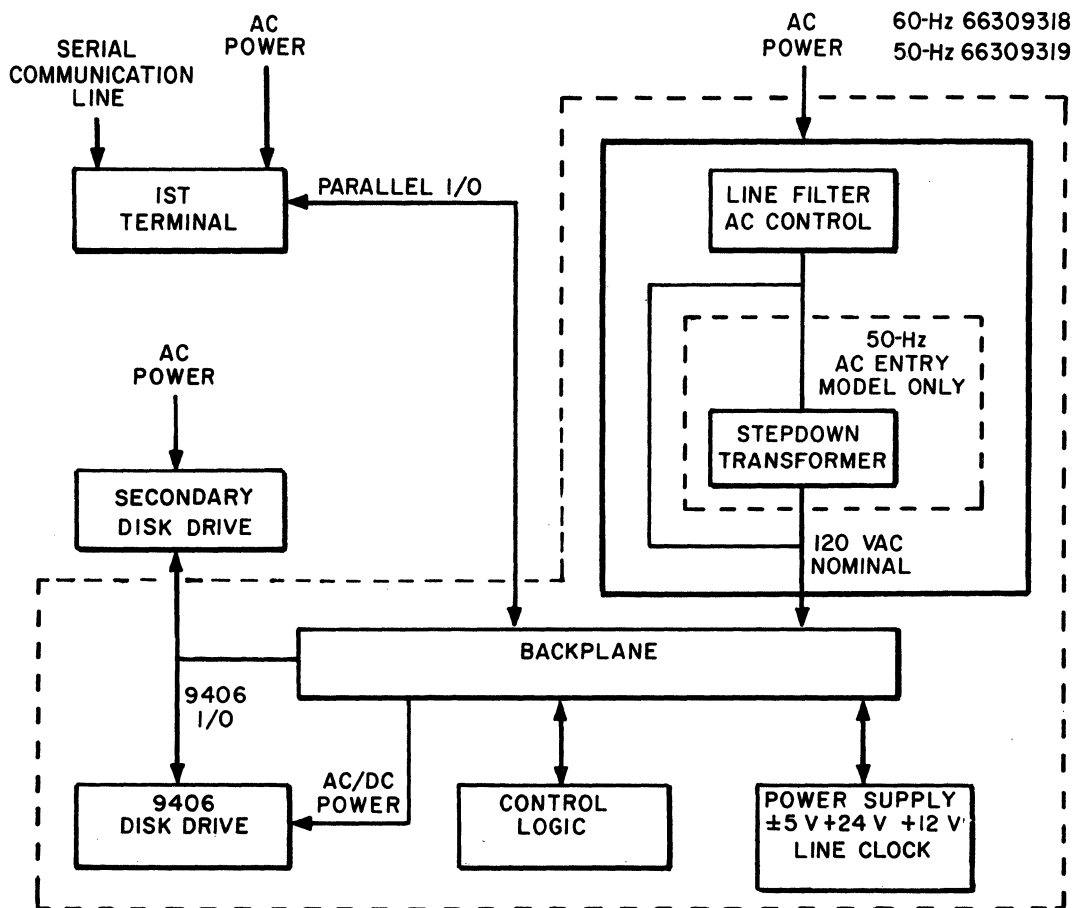 AC
POWER
SERIAL
COMMUNICATION
LINE
AC
POWER
60-Hz 66309318
50-Hz 66309319
IST
TERMINAL
PARALLEL I/O
LINE FILTER
AC CONTROL
50-Hz
AC ENTRY
MODEL ONLY
STEPDOWN
TRANSFORMER
120 VAC
NOMINAL
AC
POWER
SECONDARY
DISK DRIVE
BACKPLANE
9406
I/O
AC/DC
POWER
9406
DISK DRIVE
CONTROL
LOGIC
POWER SUPPLY
±5 V +24 V +12 V
LINE CLOCK